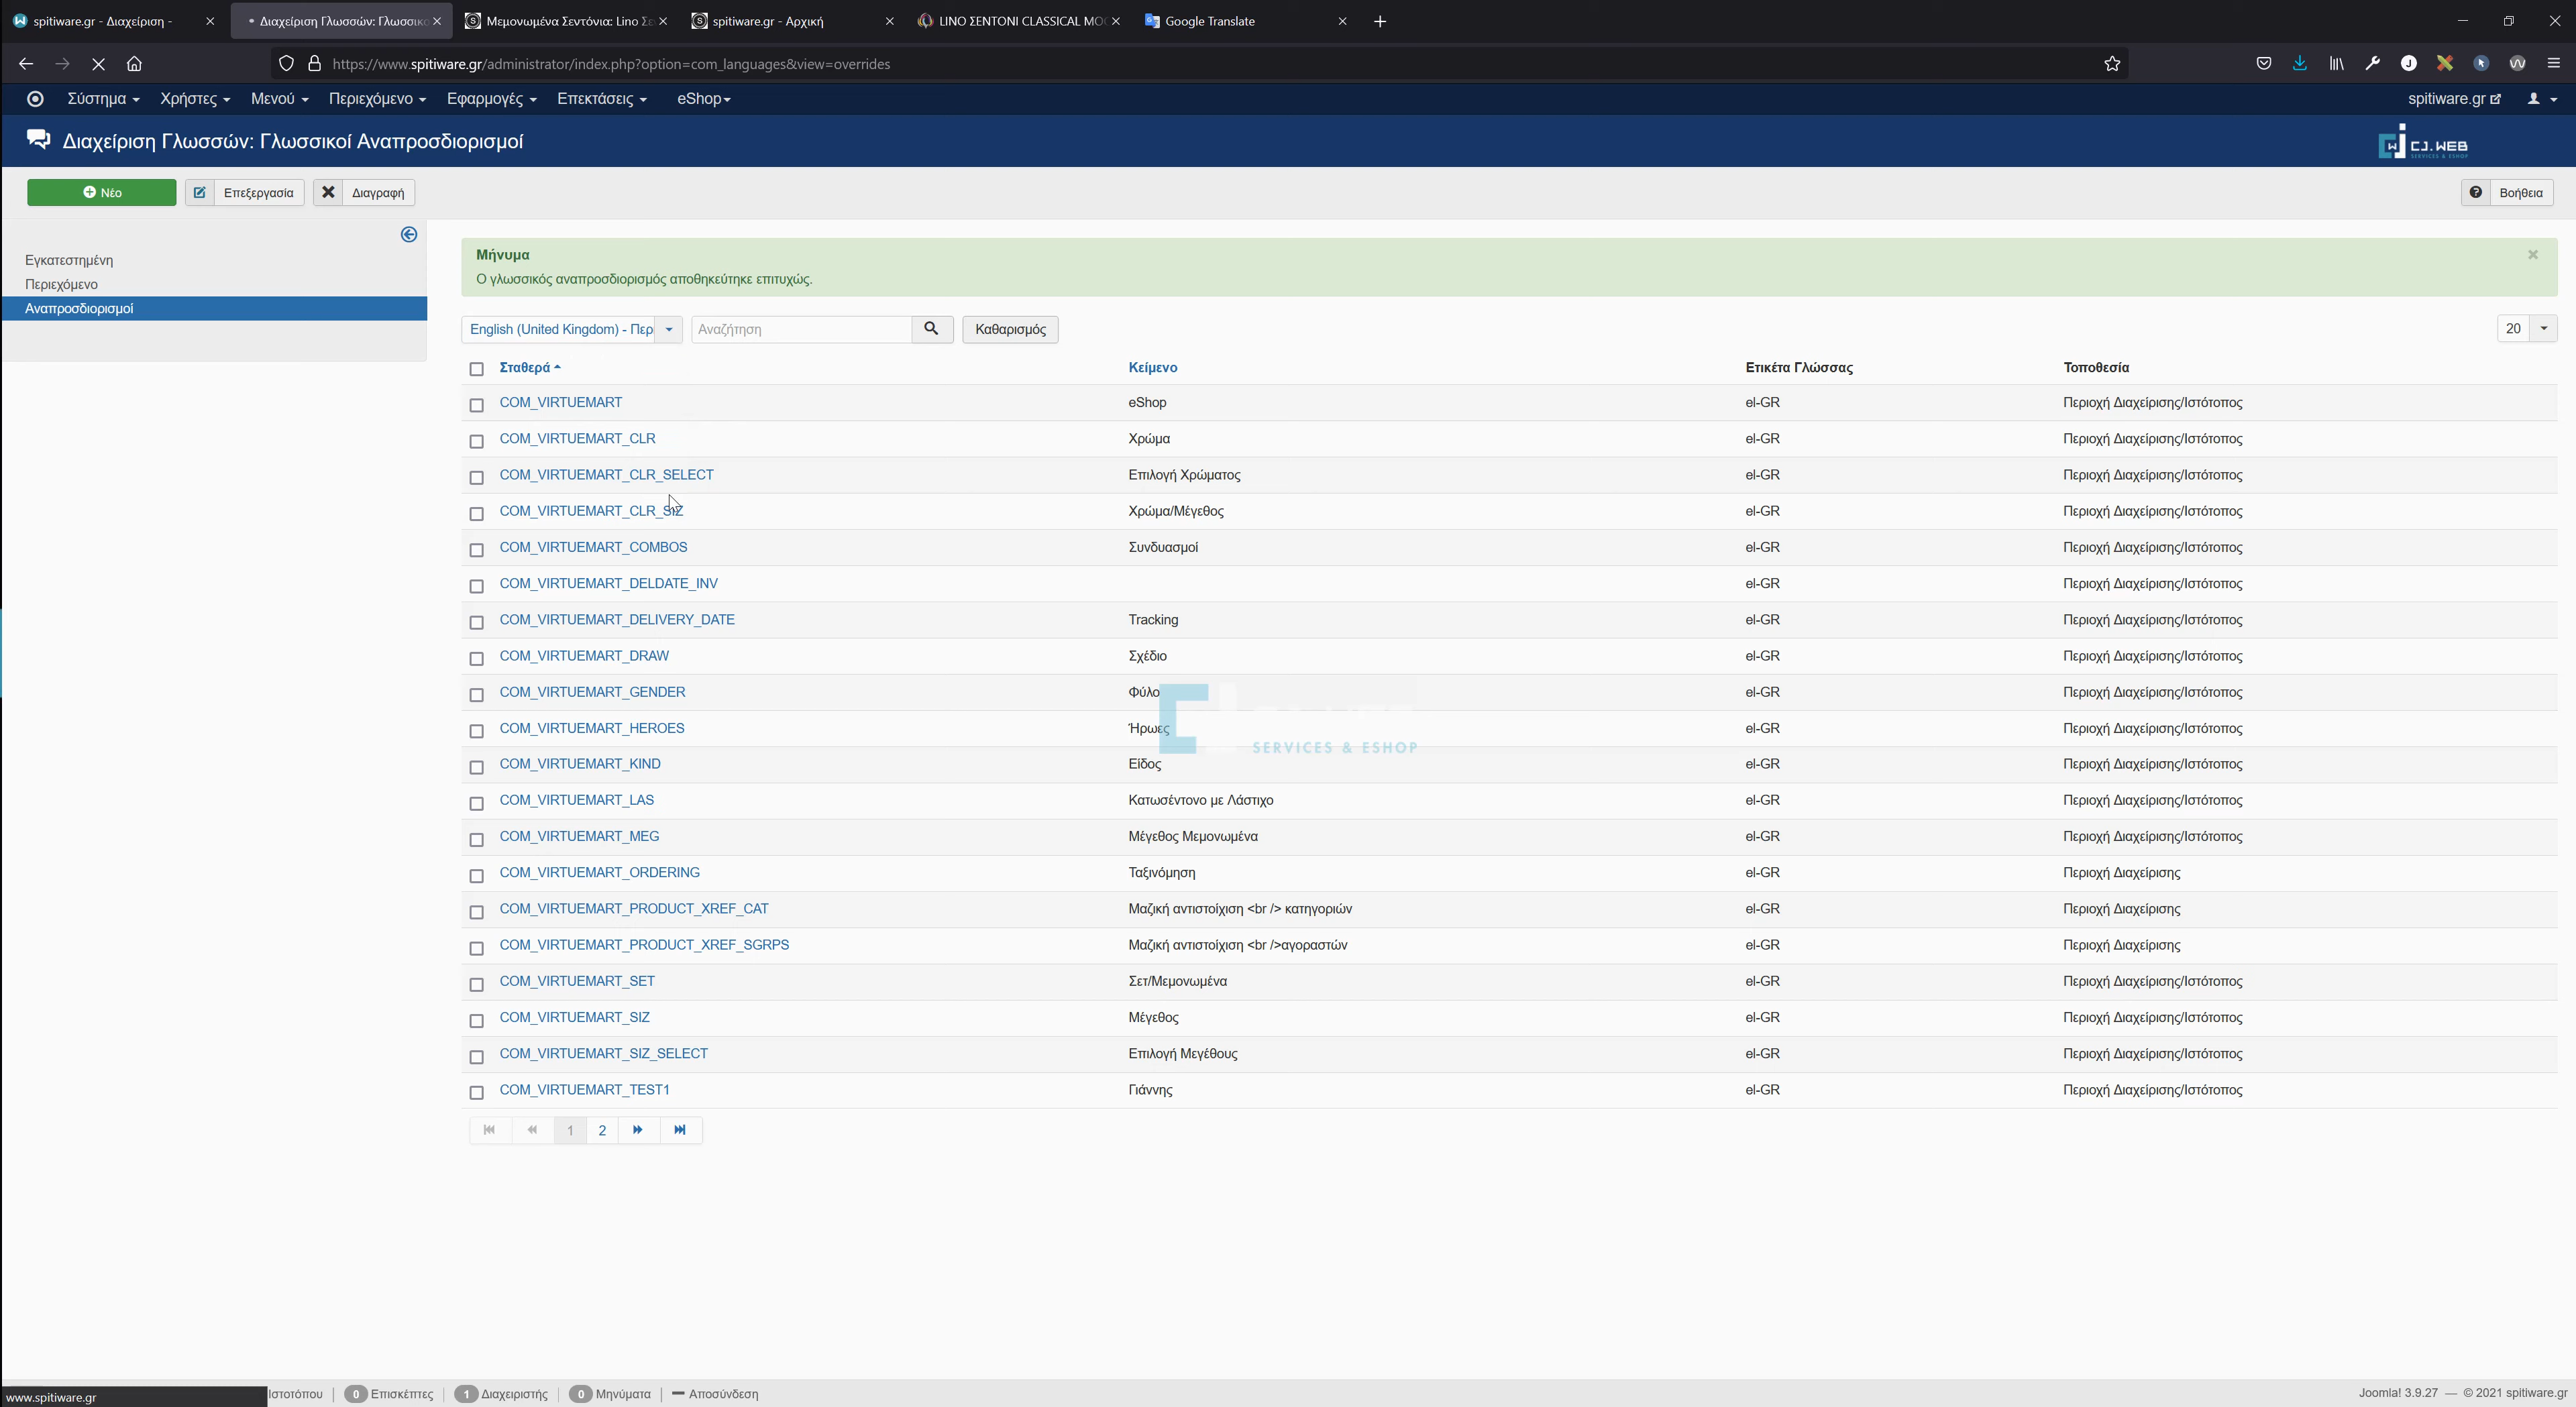 spitiware.gr - Διαχείριση -
Διαχείριση Γλωσσών: Γλωσσικο
Μεμονωμένα Σεντόνια: Lino Σε
spitiware.gr - Αρχική
LINO ΣΕΝΤΟΝΙ CLASSICAL MO
Google Translate
https://www.spitiware.gr/administrator/index.php?option=com_languages&view=overrides
Σύστημα Χρήστες Μενού Περιεχόμενο Εφαρμογές Επεκτάσεις eShop spitiware.gr
Διαχείριση Γλωσσών: Γλωσσικοί Αναπροσδιορισμοί
CJ.WEB
SERVICES & ESHOP
Νέο Επεξεργασία Διαγραφή Βοήθεια
Εγκατεστημένη
Περιεχόμενο
Αναπροσδιορισμοί
Μήνυμα
Ο γλωσσικός αναπροσδιορισμός αποθηκεύτηκε επιτυχώς.
English (United Kingdom) - Περ Αναζήτηση Καθαρισμός 20
Σταθερά Κείμενο Ετικέτα Γλώσσας Τοποθεσία
COM_VIRTUEMART eShop el-GR Περιοχή Διαχείρισης/Ιστότοπος
COM_VIRTUEMART_CLR Χρώμα el-GR Περιοχή Διαχείρισης/Ιστότοπος
COM_VIRTUEMART_CLR_SELECT Επιλογή Χρώματος el-GR Περιοχή Διαχείρισης/Ιστότοπος
COM_VIRTUEMART_CLR_SIZ Χρώμα/Μέγεθος el-GR Περιοχή Διαχείρισης/Ιστότοπος
COM_VIRTUEMART_COMBOS Συνδυασμοί el-GR Περιοχή Διαχείρισης/Ιστότοπος
COM_VIRTUEMART_DELDATE_INV el-GR Περιοχή Διαχείρισης/Ιστότοπος
COM_VIRTUEMART_DELIVERY_DATE Tracking el-GR Περιοχή Διαχείρισης/Ιστότοπος
COM_VIRTUEMART_DRAW Σχέδιο el-GR Περιοχή Διαχείρισης/Ιστότοπος
COM_VIRTUEMART_GENDER Φύλο el-GR Περιοχή Διαχείρισης/Ιστότοπος
COM_VIRTUEMART_HEROES Ήρωες el-GR Περιοχή Διαχείρισης/Ιστότοπος
SERVICES & ESHOP
COM_VIRTUEMART_KIND Είδος el-GR Περιοχή Διαχείρισης/Ιστότοπος
COM_VIRTUEMART_LAS Κατωσέντονο με Λάστιχο el-GR Περιοχή Διαχείρισης/Ιστότοπος
COM_VIRTUEMART_MEG Μέγεθος Μεμονωμένα el-GR Περιοχή Διαχείρισης/Ιστότοπος
COM_VIRTUEMART_ORDERING Ταξινόμηση el-GR Περιοχή Διαχείρισης
COM_VIRTUEMART_PRODUCT_XREF_CAT Μαζική αντιστοίχιση <br /> κατηγοριών el-GR Περιοχή Διαχείρισης
COM_VIRTUEMART_PRODUCT_XREF_SGRPS Μαζική αντιστοίχιση <br />αγοραστών el-GR Περιοχή Διαχείρισης
COM_VIRTUEMART_SET Σετ/Μεμονωμένα el-GR Περιοχή Διαχείρισης/Ιστότοπος
COM_VIRTUEMART_SIZ Μέγεθος el-GR Περιοχή Διαχείρισης/Ιστότοπος
COM_VIRTUEMART_SIZ_SELECT Επιλογή Μεγέθους el-GR Περιοχή Διαχείρισης/Ιστότοπος
COM_VIRTUEMART_TEST1 Γιάννης el-GR Περιοχή Διαχείρισης/Ιστότοπος
1 2
www.spitiware.gr Ιστοτόπου 0 Επισκέπτες 1 Διαχειριστής 0 Μηνύματα Αποσύνδεση Joomla! 3.9.27 — © 2021 spitiware.gr